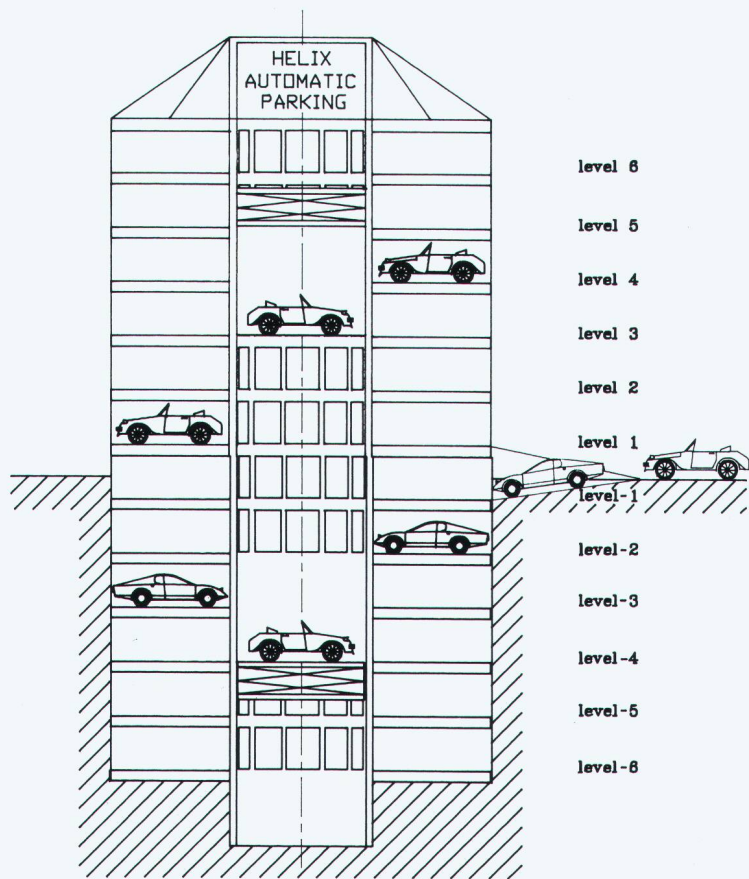 HELIX
AUTOMATIC
PARKING
level 6
level 5
level 4
level 3
level 2
level 1
level-1
level-2
level-3
level-4
level-5
level-6